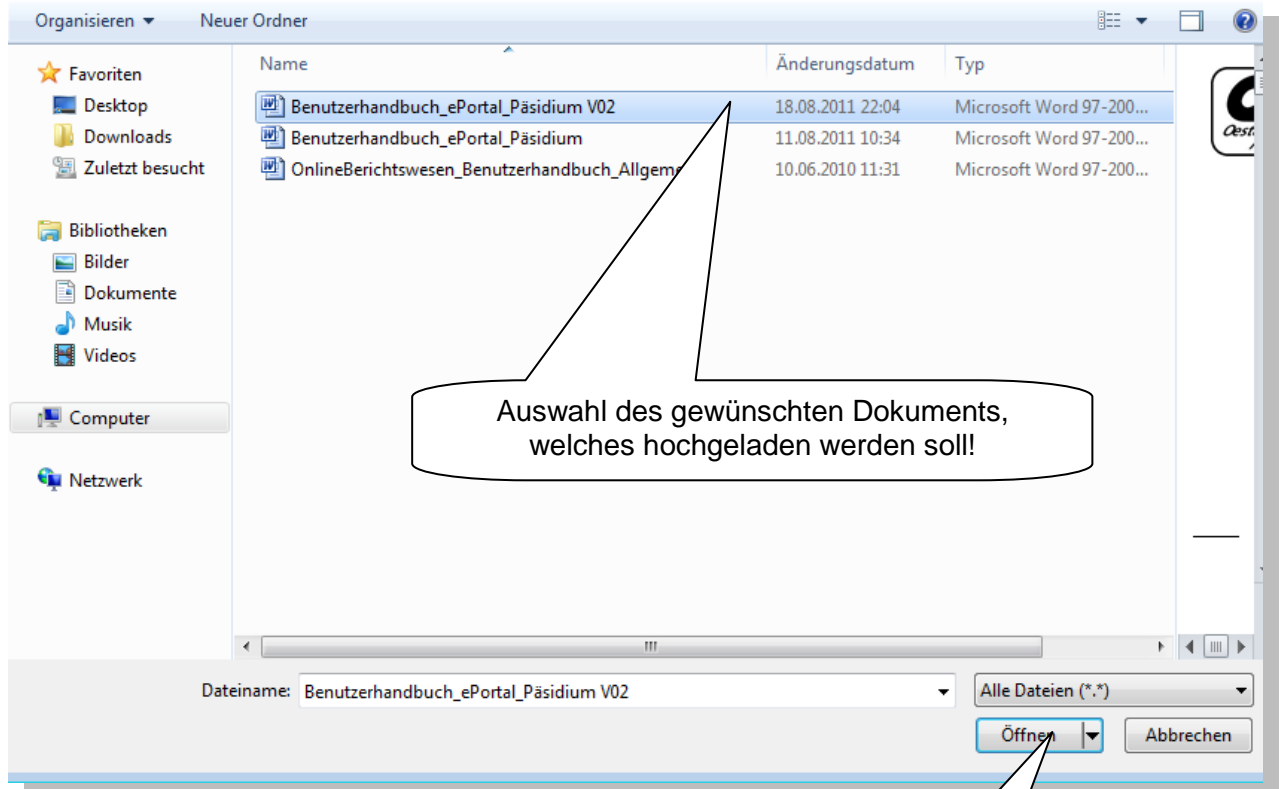 Organisieren Neuer Ordner
Name Änderungsdatum Typ
Favoriten
Desktop
Downloads
Zuletzt besucht
Bibliotheken
Bilder
Dokumente
Musik
Videos
Computer
Netzwerk
Benutzerhandbuch_ePortal_Päsidium V02 18.08.2011 22:04 Microsoft Word 97-200...
Benutzerhandbuch_ePortal_Päsidium 11.08.2011 10:34 Microsoft Word 97-200...
OnlineBerichtswesen_Benutzerhandbuch_Allgeme 10.06.2010 11:31 Microsoft Word 97-200...
Auswahl des gewünschten Dokuments,
welches hochgeladen werden soll!
Dateiname: Benutzerhandbuch_ePortal_Päsidium V02 Alle Dateien (*.*)
Öffnen Abbrechen